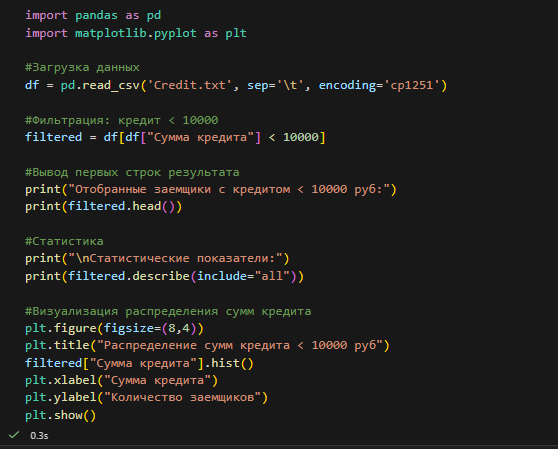 import pandas as pd
import matplotlib.pyplot as plt
#Загрузка данных
df = pd.read_csv('Credit.txt', sep='\t', encoding='cp1251')
#Фильтрация: кредит < 10000
filtered = df[df["Сумма кредита"] < 10000]
#Вывод первых строк результата
print("Отобранные заемщики с кредитом < 10000 руб:")
print(filtered.head())
#Статистика
print("\nСтатистические показатели:")
print(filtered.describe(include="all"))
#Визуализация распределения сумм кредита
plt.figure(figsize=(8,4))
plt.title("Распределение сумм кредита < 10000 руб")
filtered["Сумма кредита"].hist()
plt.xlabel("Сумма кредита")
plt.ylabel("Количество заемщиков")
plt.show()
0.3s